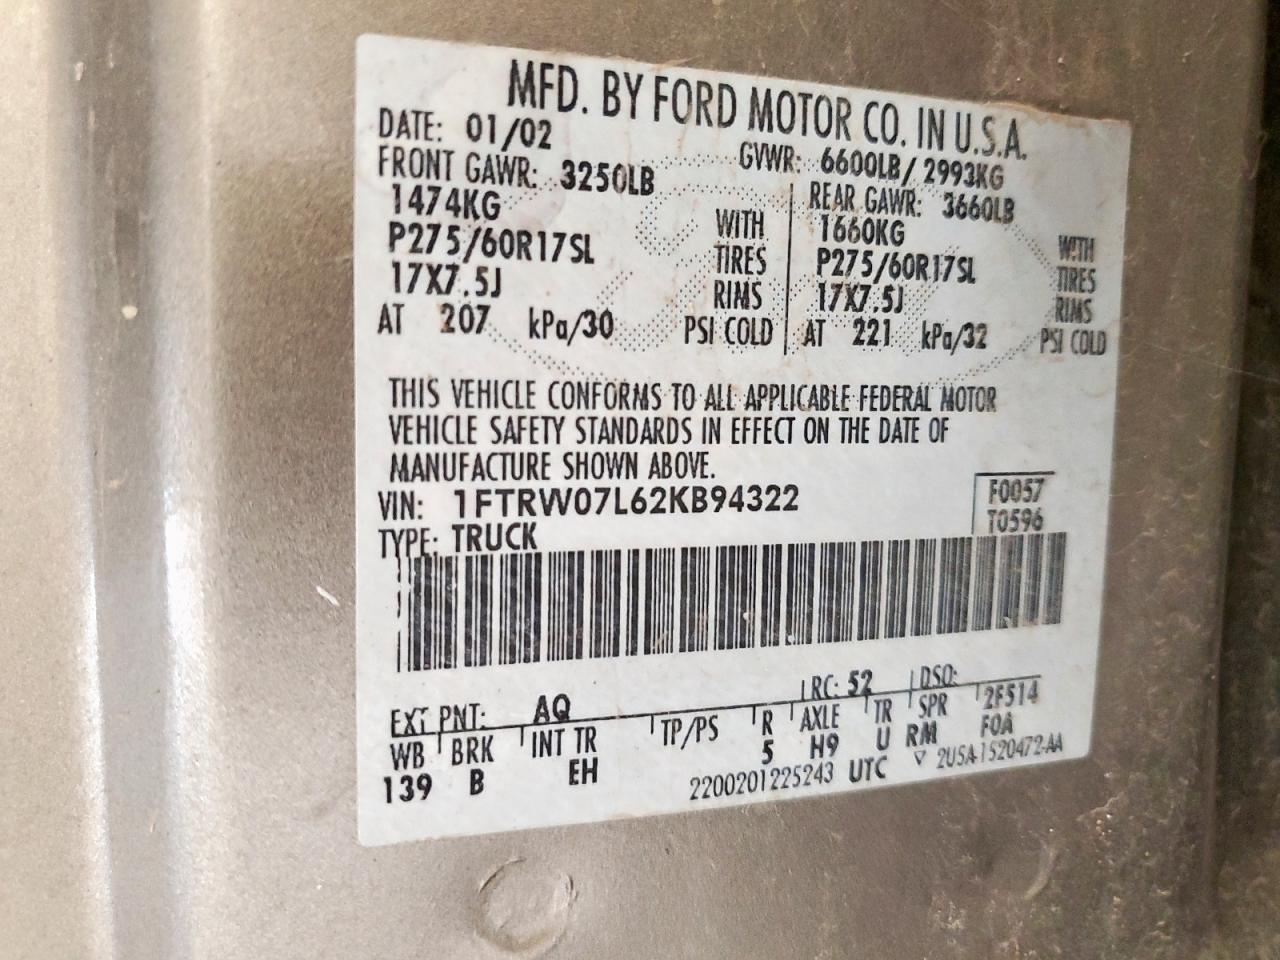 MFD. BY FORD MOTOR CO. IN U.S.A.
DATE: 01/02 GVWR: 6600LB/ 2993KG
FRONT GAWR: 3250LB REAR GAWR: 3660LB
1474KG WITH 1660KG WITH
P275/60R17SL TIRES P275/60R17SL TIRES
17X7.5J RIMS 17X7.5J RIMS
AT 207 kPa/30 PSI COLD AT 221 kPa/32 PSI COLD
THIS VEHICLE CONFORMS TO ALL APPLICABLE FEDERAL MOTOR
VEHICLE SAFETY STANDARDS IN EFFECT ON THE DATE OF
MANUFACTURE SHOWN ABOVE.
VIN: 1FTRW07L62KB94322 F0057
TYPE: TRUCK T0596
EXT PNT: AQ RC: 52 DSO:
WB BRK INT TR TP/PS R AXLE TR SPR 2F514
139 B EH 5 H9 U RM F0A
2200201225243 UTC ▽ 2U5A-1520472-AA